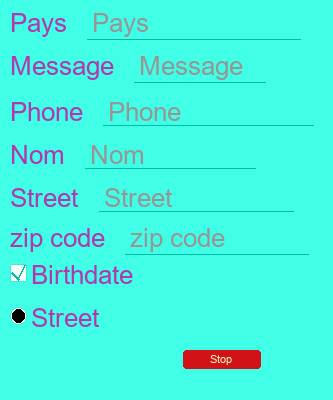 Pays Pays
Message Message
Phone Phone
Nom Nom
Street Street
zip code zip code
Birthdate
Street
Stop